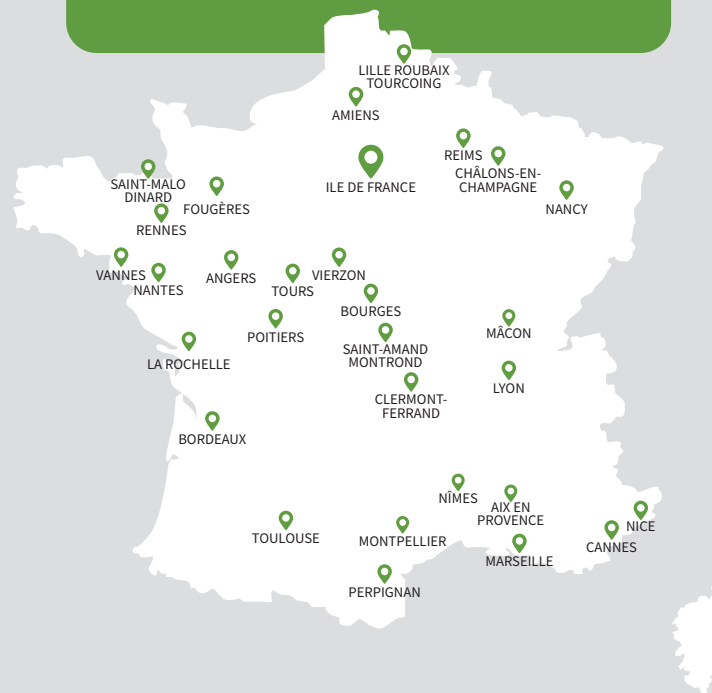 LILLE ROUBAIX
TOURCOING
AMIENS
REIMS
CHÂLONS-EN-
CHAMPAGNE
ILE DE FRANCE
SAINT-MALO
DINARD
FOUGÈRES
NANCY
RENNES
VANNES
NANTES
ANGERS
TOURS
VIERZON
BOURGES
POITIERS
MÂCON
SAINT-AMAND
MONTROND
LA ROCHELLE
LYON
CLERMONT-
FERRAND
BORDEAUX
NÎMES
AIX EN
PROVENCE
NICE
CANNES
TOULOUSE
MONTPELLIER
MARSEILLE
PERPIGNAN